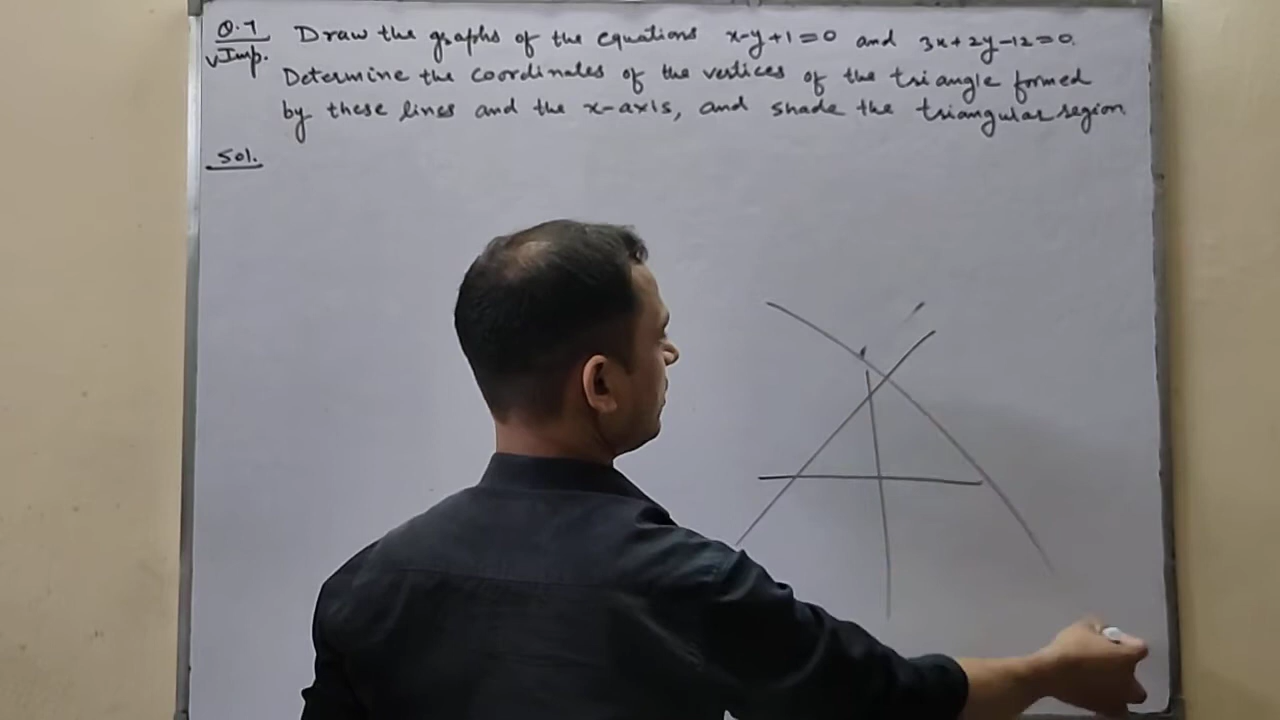 Q.7 Draw the graphs of the equations x-y+1=0 and 3x+2y-12=0.
VImp. Determine the coordinates of the vertices of the triangle formed
by these lines and the x-axis, and shade the triangular region.
Sol.